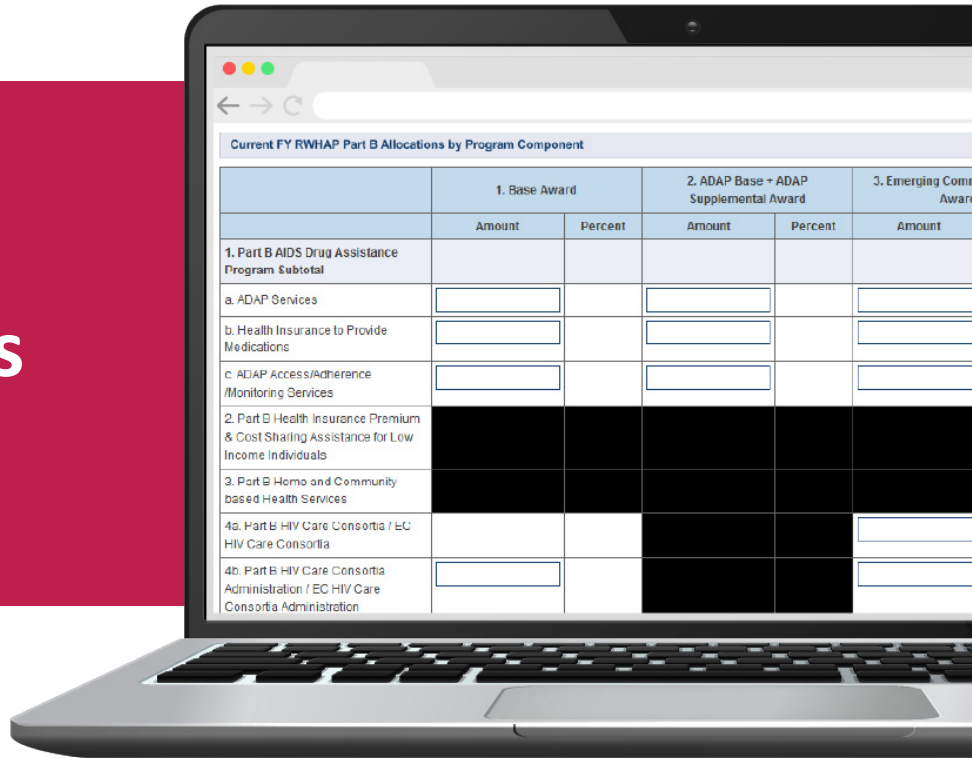 s
Current FY RWHAP Part B Allocations by Program Component
1. Base Award
2. ADAP Base + ADAP
Supplemental Award
3. Emerging Comm
Award
Amount Percent Amount Percent Amount
1. Part B AIDS Drug Assistance
Program Subtotal
a. ADAP Services
b. Health Insurance to Provide
Medications
c. ADAP Access/Adherence
/Monitoring Services
2. Part B Health Insurance Premium
& Cost Sharing Assistance for Low
Income Individuals
3. Part B Home and Community
based Health Services
4a. Part B HIV Care Consortia / EC
HIV Care Consortia
4b. Part B HIV Care Consortia
Administration / EC HIV Care
Consortia Administration